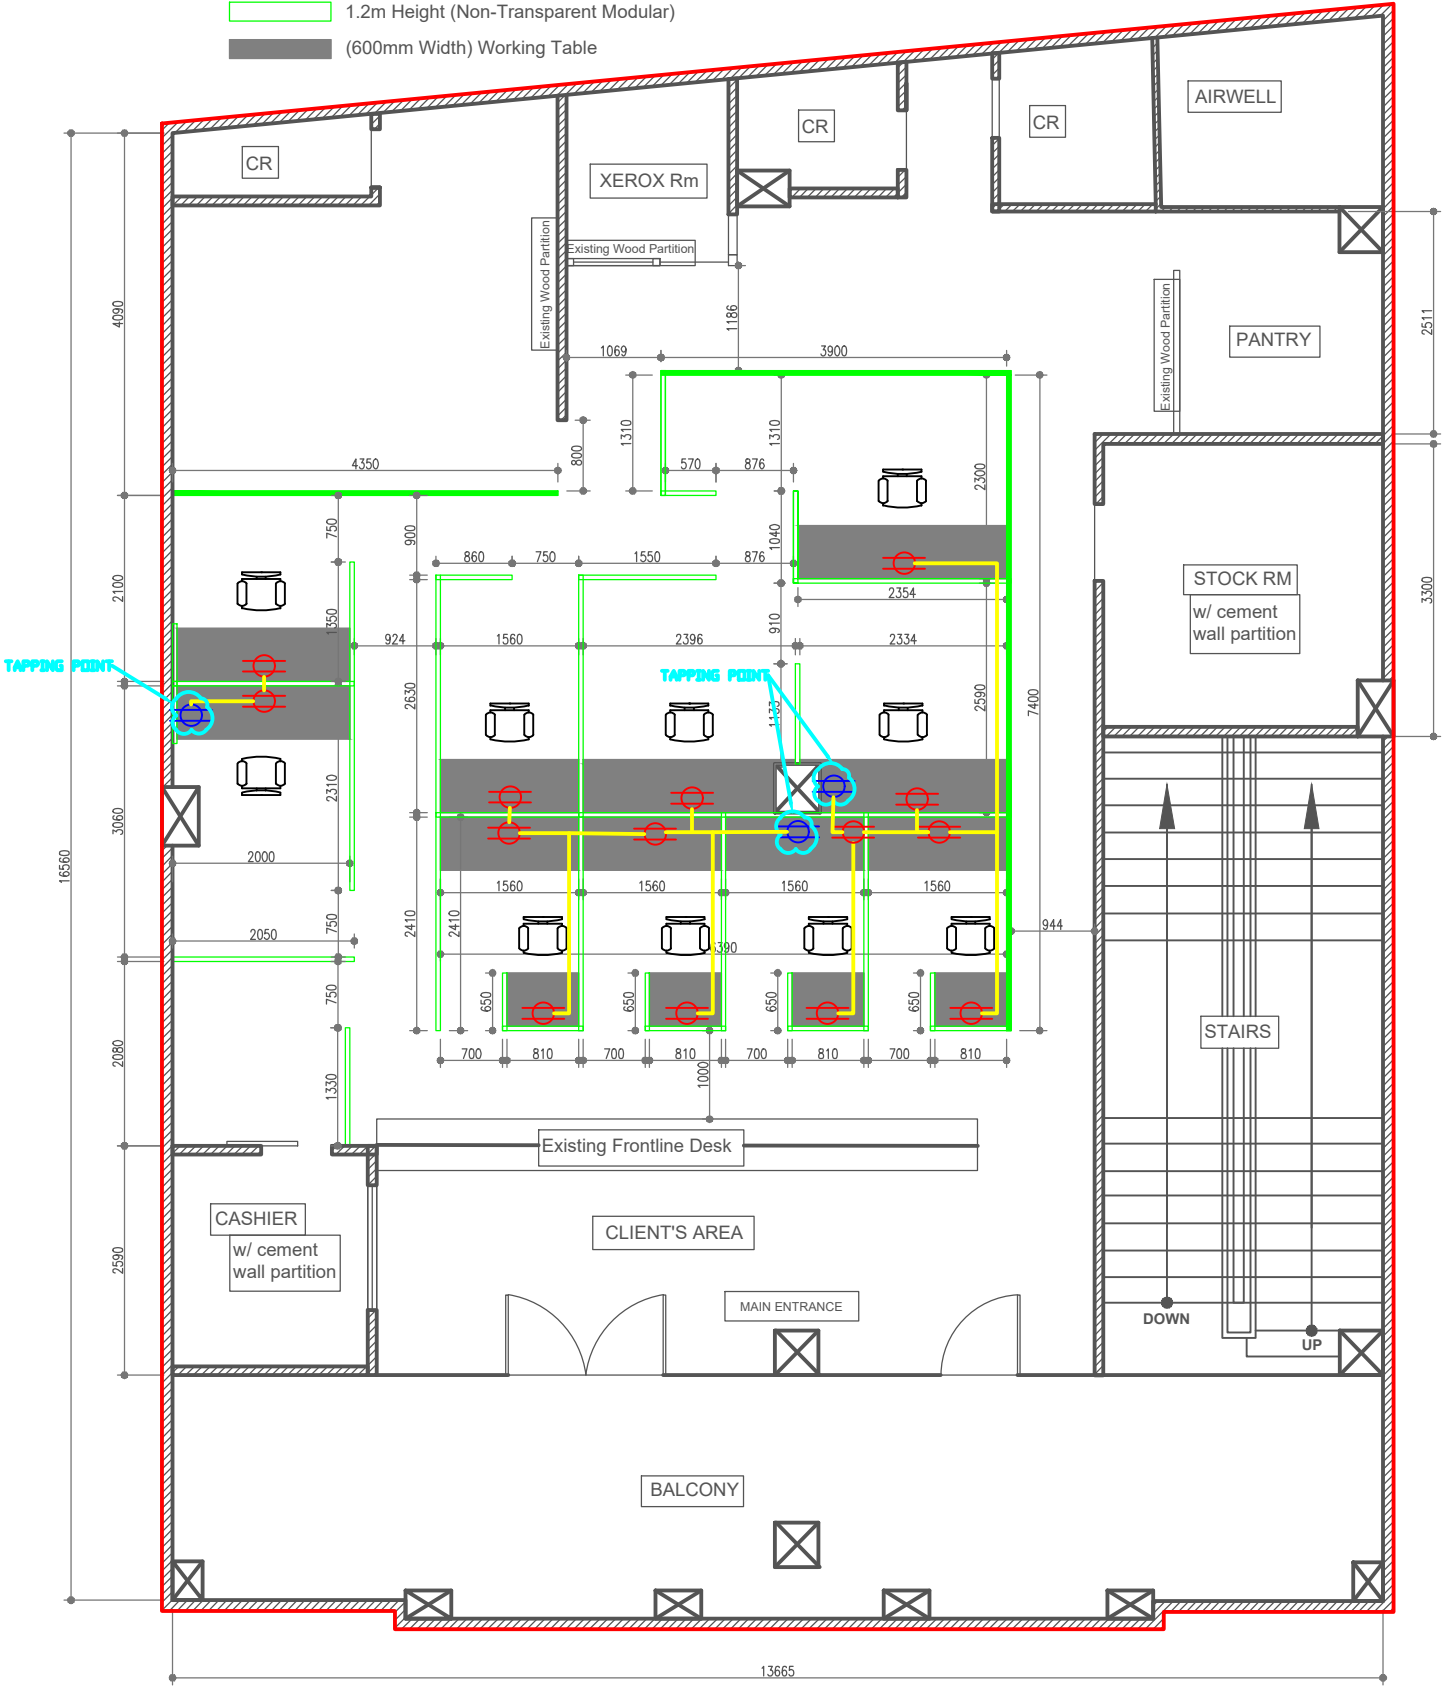 1.2m Height (Non-Transparent Modular)
(600mm Width) Working Table
AIRWELL
CR
CR
CR
XEROX Rm
Existing Wood Partition
Existing Wood Partition
Existing Wood Partition
PANTRY
4090
1186
2511
1069
3900
1310
1310
800
570
876
2300
4350
750
900
1040
860
750
1550
876
2100
1350
STOCK RM
w/ cement
wall partition
3300
2354
910
924
1560
2396
2334
TAPPING POINT
TAPPING POINT
2630
2590
7400
2310
3060
16560
2000
1560
1560
1560
1560
750
2410
2410
2050
944
650
650
650
650
750
STAIRS
2080
700
810
700
810
700
810
700
810
1000
1330
Existing Frontline Desk
CASHIER
w/ cement
wall partition
CLIENT'S AREA
2590
MAIN ENTRANCE
DOWN
UP
BALCONY
13665